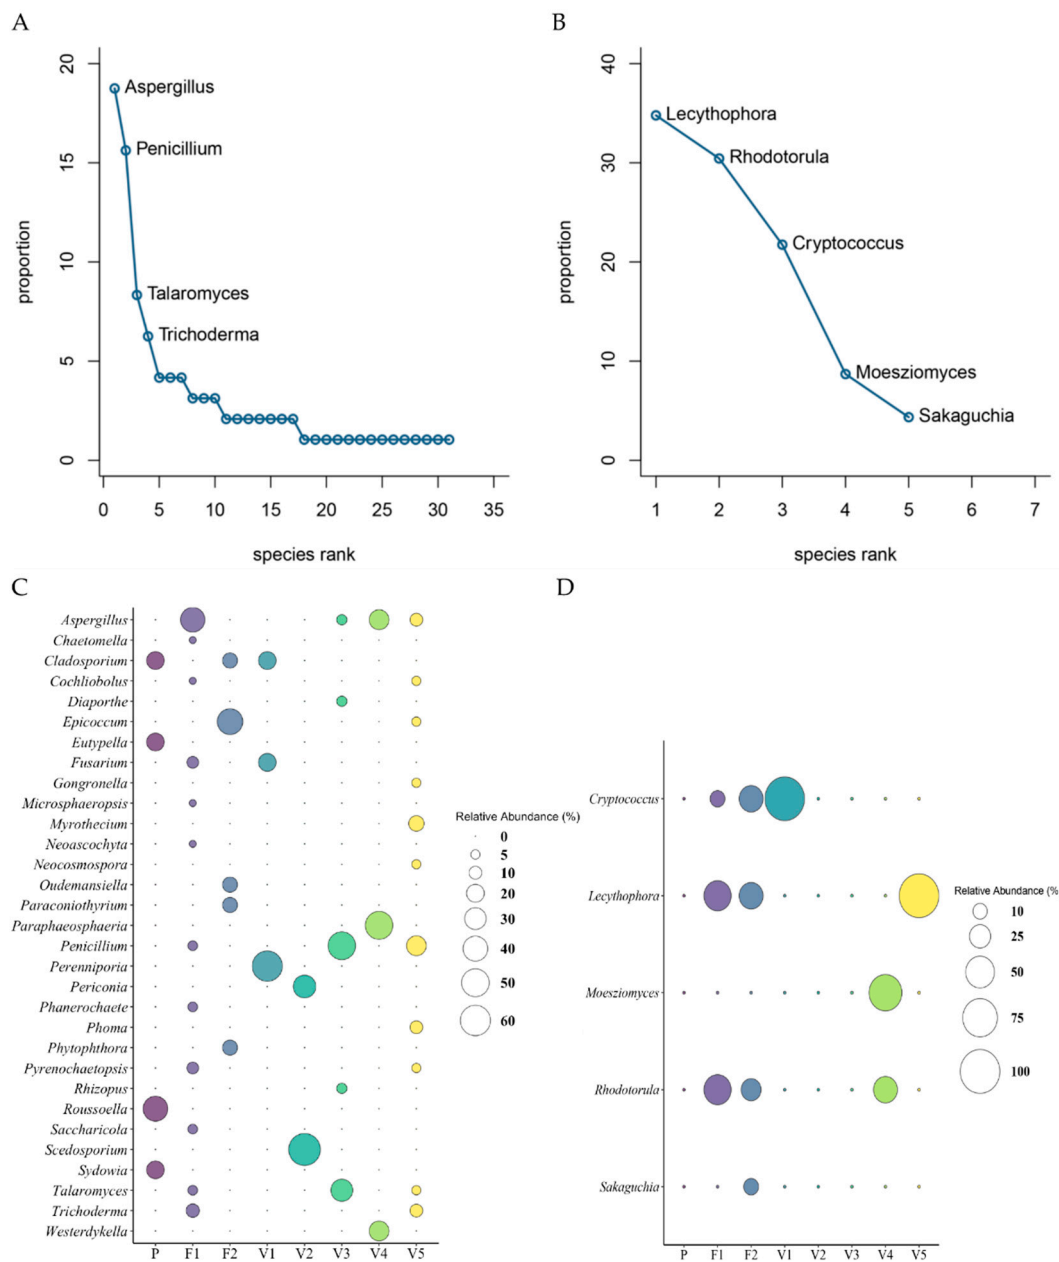 A
20
15
10
5
0
proportion
Aspergillus
Penicillium
Talaromyces
Trichoderma
0 5 10 15 20 25 30 35
species rank
B
40
30
20
10
0
proportion
Lecythophora
Rhodotorula
Cryptococcus
Moesziomyces
Sakaguchia
1 2 3 4 5 6 7
species rank
C
Aspergillus
Chaetomella
Cladosporium
Cochliobolus
Diaporthe
Epicoccum
Eutypella
Fusarium
Gongronella
Microsphaeropsis
Myrothecium
Neoascochyta
Neocosmospora
Oudemansiella
Paraconiothyrium
Paraphaeosphaeria
Penicillium
Perenniporia
Periconia
Phanerochaete
Phoma
Phytophthora
Pyrenochaetopsis
Rhizopus
Roussoella
Saccharicola
Scedosporium
Sydowia
Talaromyces
Trichoderma
Westerdykella
P F1 F2 V1 V2 V3 V4 V5
Relative Abundance (%)
0
5
10
20
30
40
50
60
D
Cryptococcus
Lecythophora
Moesziomyces
Rhodotorula
Sakaguchia
P F1 F2 V1 V2 V3 V4 V5
Relative Abundance (%
10
25
50
75
100